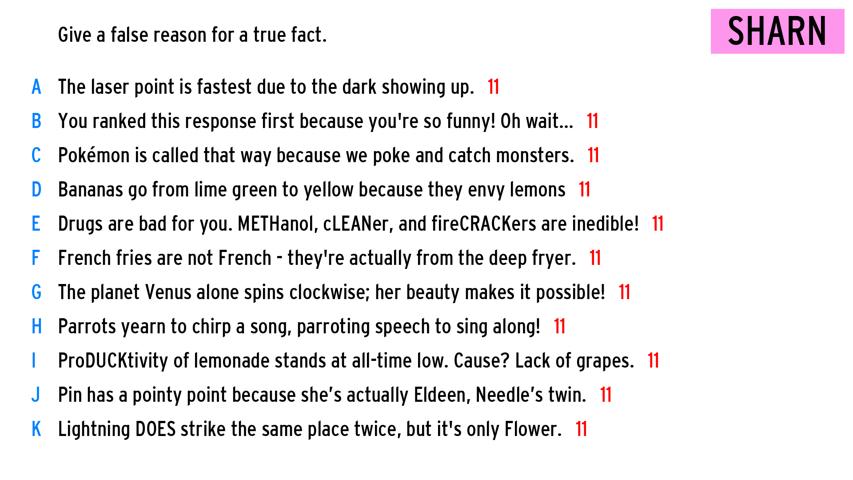 Give a false reason for a true fact.
SHARN
A The laser point is fastest due to the dark showing up. 11
B You ranked this response first because you're so funny! Oh wait... 11
C Pokémon is called that way because we poke and catch monsters. 11
D Bananas go from lime green to yellow because they envy lemons 11
E Drugs are bad for you. METHanol, cLEANer, and fireCRACKers are inedible! 11
F French fries are not French - they're actually from the deep fryer. 11
G The planet Venus alone spins clockwise; her beauty makes it possible! 11
H Parrots yearn to chirp a song, parroting speech to sing along! 11
I ProDUCKtivity of lemonade stands at all-time low. Cause? Lack of grapes. 11
J Pin has a pointy point because she’s actually Eldeen, Needle’s twin. 11
K Lightning DOES strike the same place twice, but it's only Flower. 11